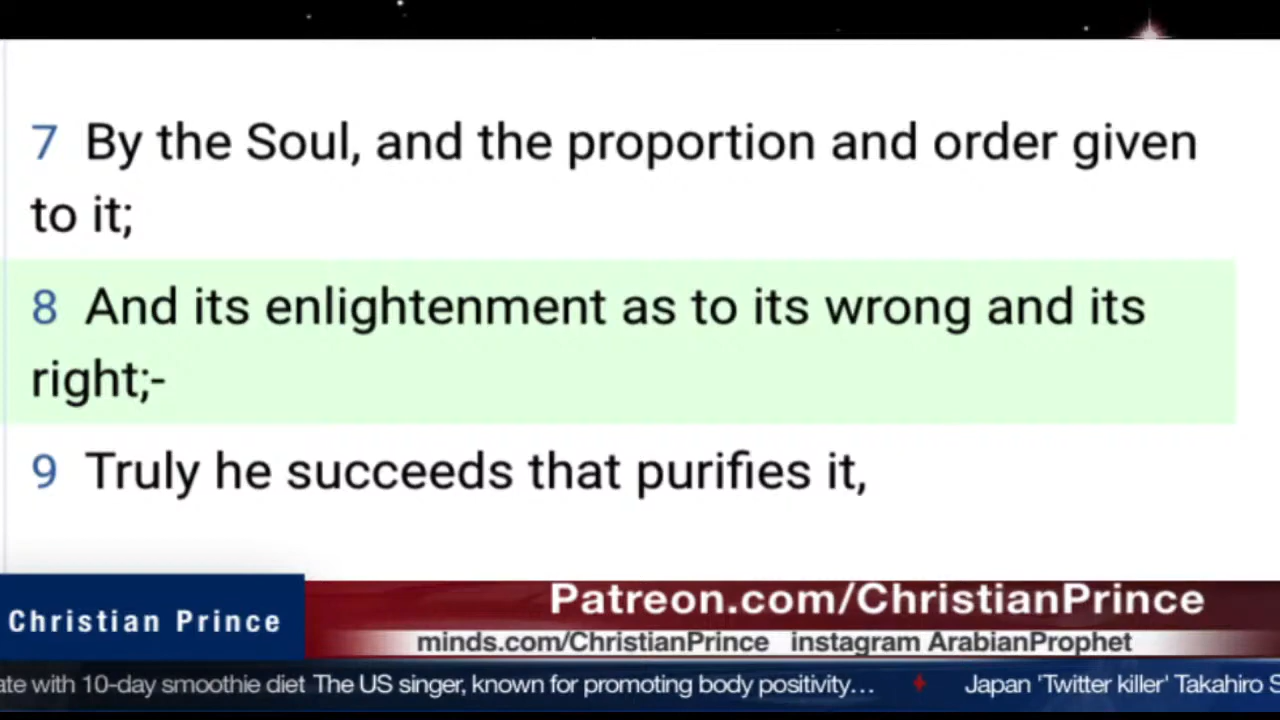 7 By the Soul, and the proportion and order given
to it;
8 And its enlightenment as to its wrong and its
right;-
9 Truly he succeeds that purifies it,
Christian Prince
Patreon.com/ChristianPrince
minds.com/ChristianPrince instagram ArabianProphet
ate with 10-day smoothie diet The US singer, known for promoting body positivity... Japan 'Twitter killer' Takahiro S